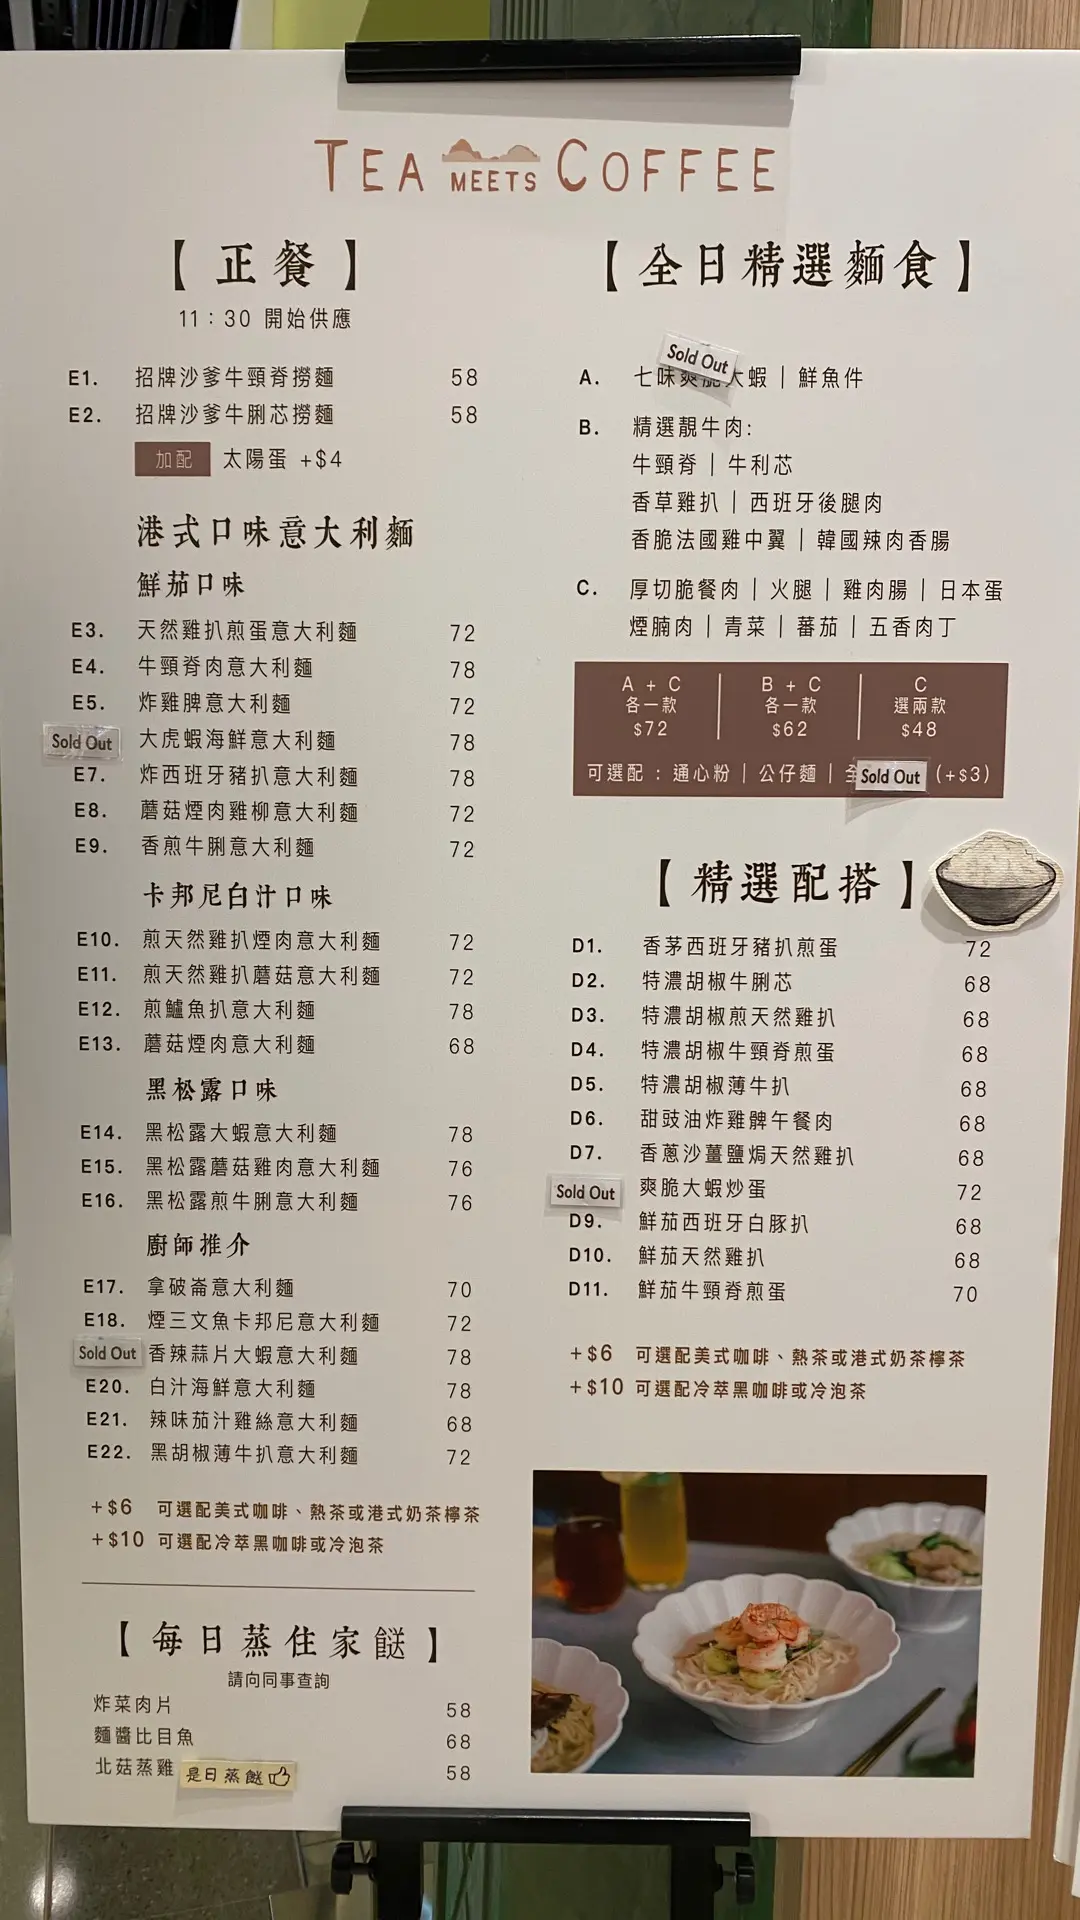 TEA MEETS COFFEE
【 正餐 】
11：30 開始供應
E1. 招牌沙爹牛頸脊撈麵 58
E2. 招牌沙爹牛脷芯撈麵 58
加配 太陽蛋 +$4
港式口味意大利麵
鮮茄口味
E3. 天然雞扒煎蛋意大利麵 72
E4. 牛頸脊肉意大利麵 78
E5. 炸雞髀意大利麵 72
Sold Out 大虎蝦海鮮意大利麵 78
E7. 炸西班牙豬扒意大利麵 78
E8. 蘑菇煙肉雞柳意大利麵 72
E9. 香煎牛脷意大利麵 72
卡邦尼白汁口味
E10. 煎天然雞扒煙肉意大利麵 72
E11. 煎天然雞扒蘑菇意大利麵 72
E12. 煎鱸魚扒意大利麵 78
E13. 蘑菇煙肉意大利麵 68
黑松露口味
E14. 黑松露大蝦意大利麵 78
E15. 黑松露蘑菇雞肉意大利麵 76
E16. 黑松露煎牛脷意大利麵 76
廚師推介
E17. 拿破崙意大利麵 70
E18. 煙三文魚卡邦尼意大利麵 72
Sold Out 香辣蒜片大蝦意大利麵 78
E20. 白汁海鮮意大利麵 78
E21. 辣味茄汁雞絲意大利麵 68
E22. 黑胡椒薄牛扒意大利麵 72
+$6 可選配美式咖啡、熱茶或港式奶茶檸茶
+$10 可選配冷萃黑咖啡或冷泡茶
【 每日蒸住家餸 】
請向同事查詢
炸菜肉片 58
麵醬比目魚 68
北菇蒸雞 58
是日蒸餸
【 全日精選麵食 】
Sold Out
A. 七味爽脆大蝦 | 鮮魚件
B. 精選靚牛肉:
牛頸脊 | 牛利芯
香草雞扒 | 西班牙後腿肉
香脆法國雞中翼 | 韓國辣肉香腸
C. 厚切脆餐肉 | 火腿 | 雞肉腸 | 日本蛋
煙腩肉 | 青菜 | 蕃茄 | 五香肉丁
A + C B + C C
各一款 各一款 選兩款
$72 $62 $48
可選配 : 通心粉 | 公仔麵 | 全 Sold Out (+$3)
【 精選配搭 】
D1. 香茅西班牙豬扒煎蛋 72
D2. 特濃胡椒牛脷芯 68
D3. 特濃胡椒煎天然雞扒 68
D4. 特濃胡椒牛頸脊煎蛋 68
D5. 特濃胡椒薄牛扒 68
D6. 甜豉油炸雞髀午餐肉 68
D7. 香蔥沙薑鹽焗天然雞扒 68
Sold Out 爽脆大蝦炒蛋 72
D9. 鮮茄西班牙白豚扒 68
D10. 鮮茄天然雞扒 68
D11. 鮮茄牛頸脊煎蛋 70
+$6 可選配美式咖啡、熱茶或港式奶茶檸茶
+$10 可選配冷萃黑咖啡或冷泡茶